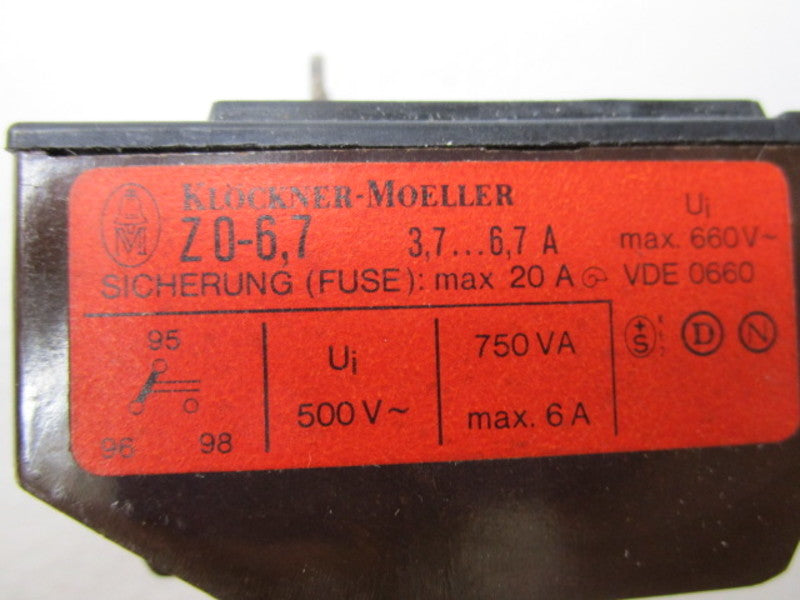 KLÖCKNER-MOELLER
Z 0-6,7 3,7...6,7 A
SICHERUNG (FUSE): max 20 A
Ui
max. 660V~
VDE 0660
95
96 98
Ui
500 V~
750 VA
max. 6 A
+S
D
N